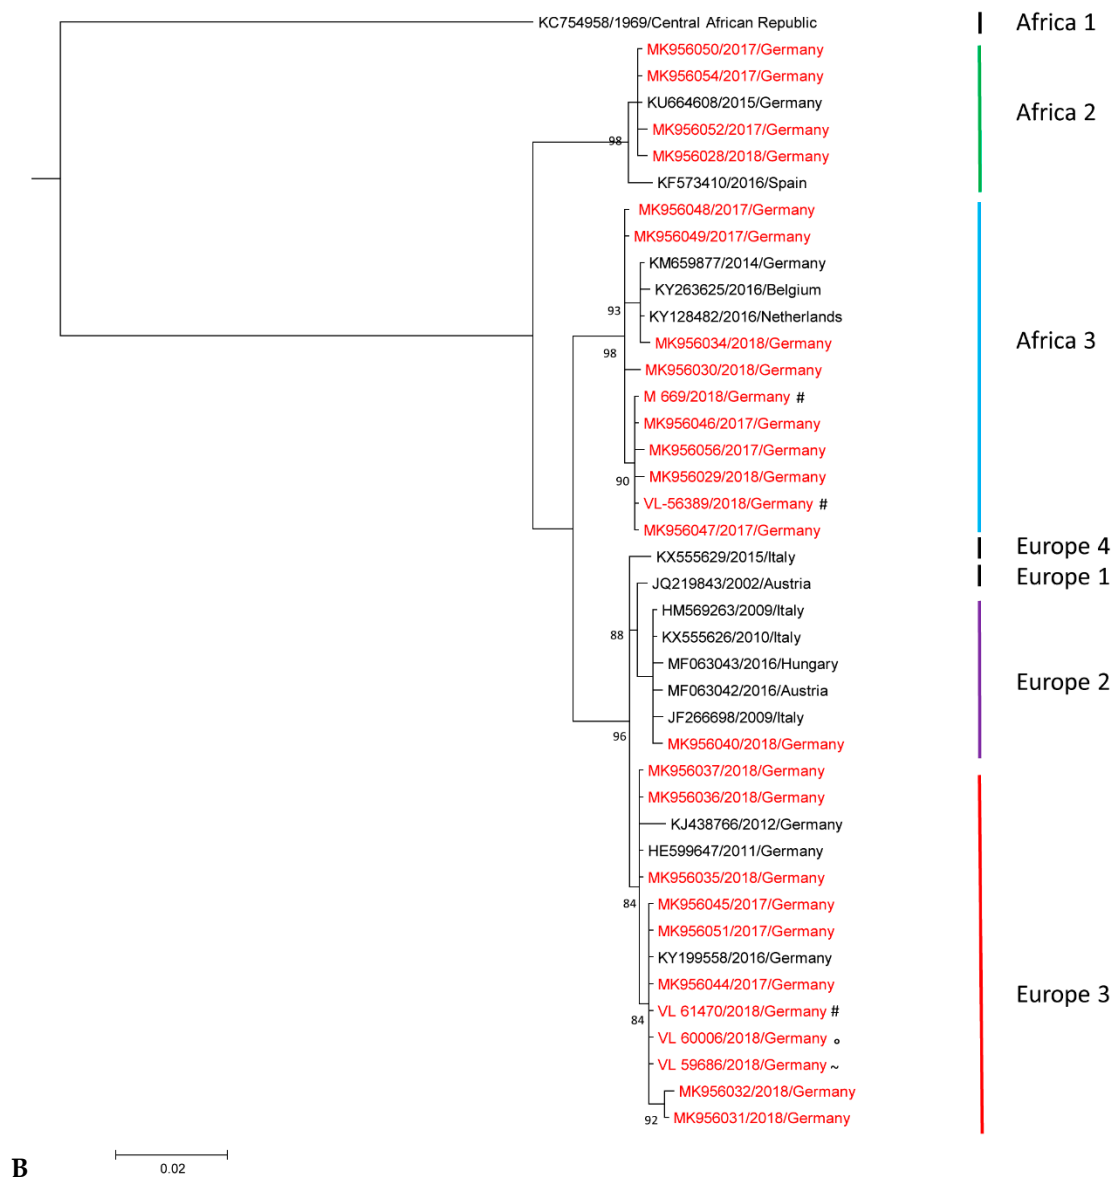 KC754958/1969/Central African Republic
Africa 1
MK956050/2017/Germany
MK956054/2017/Germany
KU664608/2015/Germany
Africa 2
MK956052/2017/Germany
98
MK956028/2018/Germany
KF573410/2016/Spain
MK956048/2017/Germany
MK956049/2017/Germany
KM659877/2014/Germany
KY263625/2016/Belgium
93
KY128482/2016/Netherlands
Africa 3
MK956034/2018/Germany
98
MK956030/2018/Germany
M 669/2018/Germany #
MK956046/2017/Germany
MK956056/2017/Germany
MK956029/2018/Germany
90
VL-56389/2018/Germany #
MK956047/2017/Germany
Europe 4
KX555629/2015/Italy
Europe 1
JQ219843/2002/Austria
HM569263/2009/Italy
88
KX555626/2010/Italy
MF063043/2016/Hungary
Europe 2
MF063042/2016/Austria
JF266698/2009/Italy
96
MK956040/2018/Germany
MK956037/2018/Germany
MK956036/2018/Germany
KJ438766/2012/Germany
HE599647/2011/Germany
MK956035/2018/Germany
84
MK956045/2017/Germany
MK956051/2017/Germany
KY199558/2016/Germany
MK956044/2017/Germany
Europe 3
VL 61470/2018/Germany #
84
VL 60006/2018/Germany °
VL 59686/2018/Germany ~
MK956032/2018/Germany
92
MK956031/2018/Germany
B
0.02